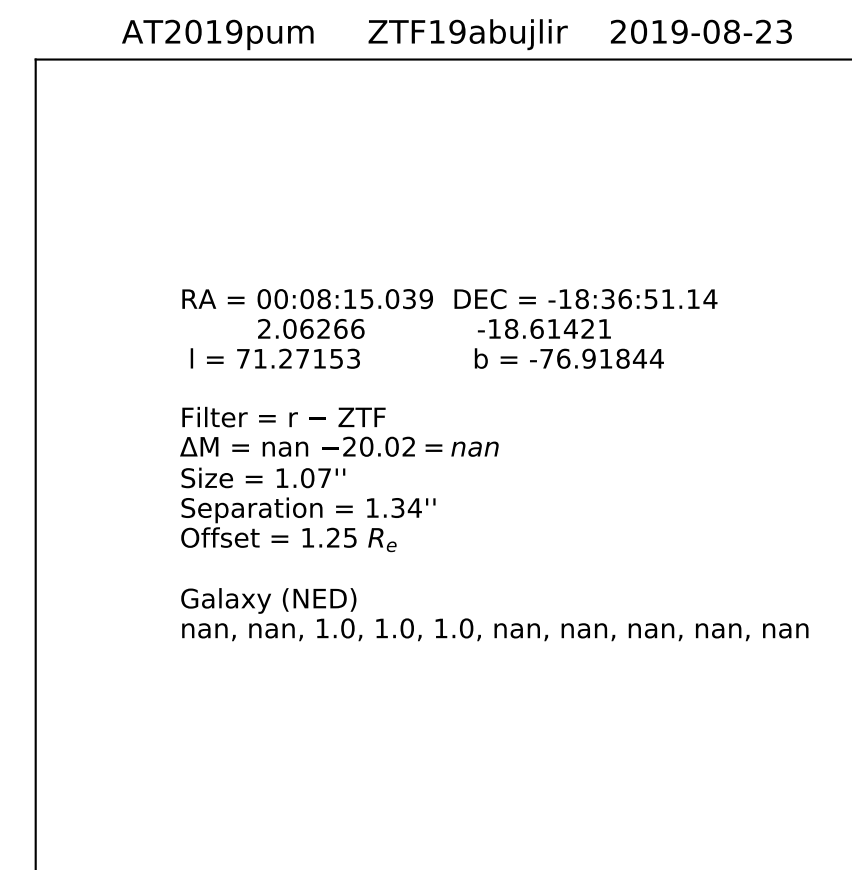 AT2019pum ZTF19abujlir 2019-08-23
RA = 00:08:15.039 DEC = -18:36:51.14
2.06266 -18.61421
l = 71.27153 b = -76.91844
Filter = r − ZTF
ΔM = nan −20.02 = nan
Size = 1.07''
Separation = 1.34''
Offset = 1.25 Re
Galaxy (NED)
nan, nan, 1.0, 1.0, 1.0, nan, nan, nan, nan, nan